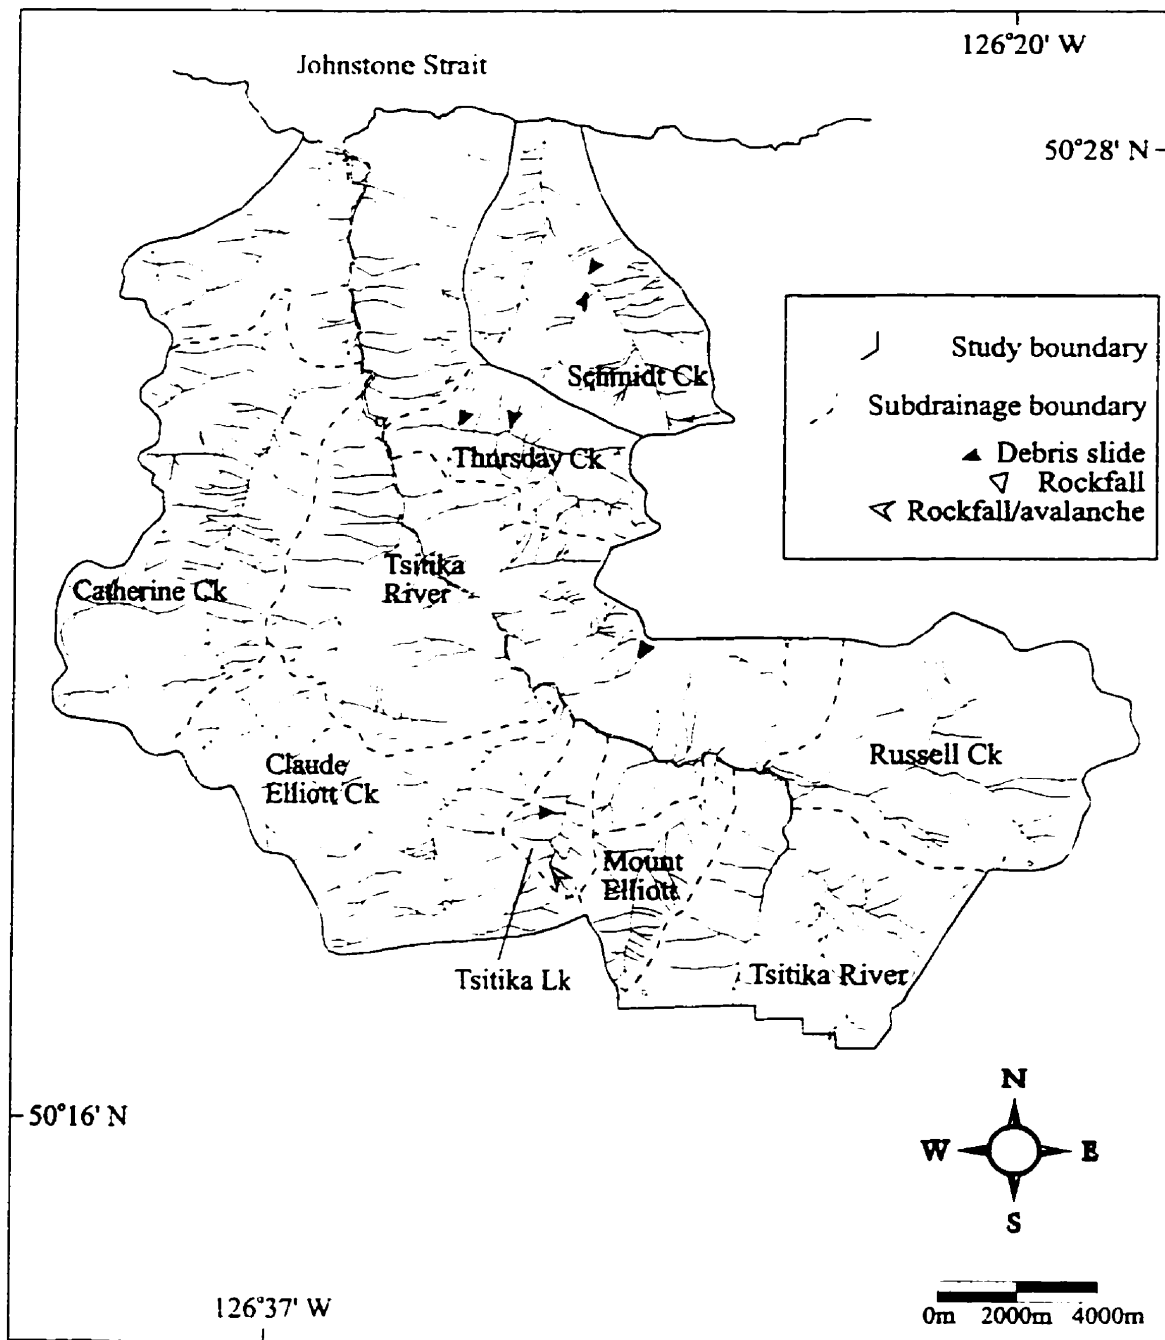 126°20' W
Johnstone Strait
50°28' N
Study boundary
Subdrainage boundary
Debris slide
Rockfall
Rockfall/avalanche
Schmidt Ck
Thursday Ck
Tsitika
River
Catherine Ck
Russell Ck
Claude
Elliott Ck
Mount
Elliott
Tsitika Lk
Tsitika River
50°16' N
N
W
E
S
126°37' W
0m
2000m
4000m